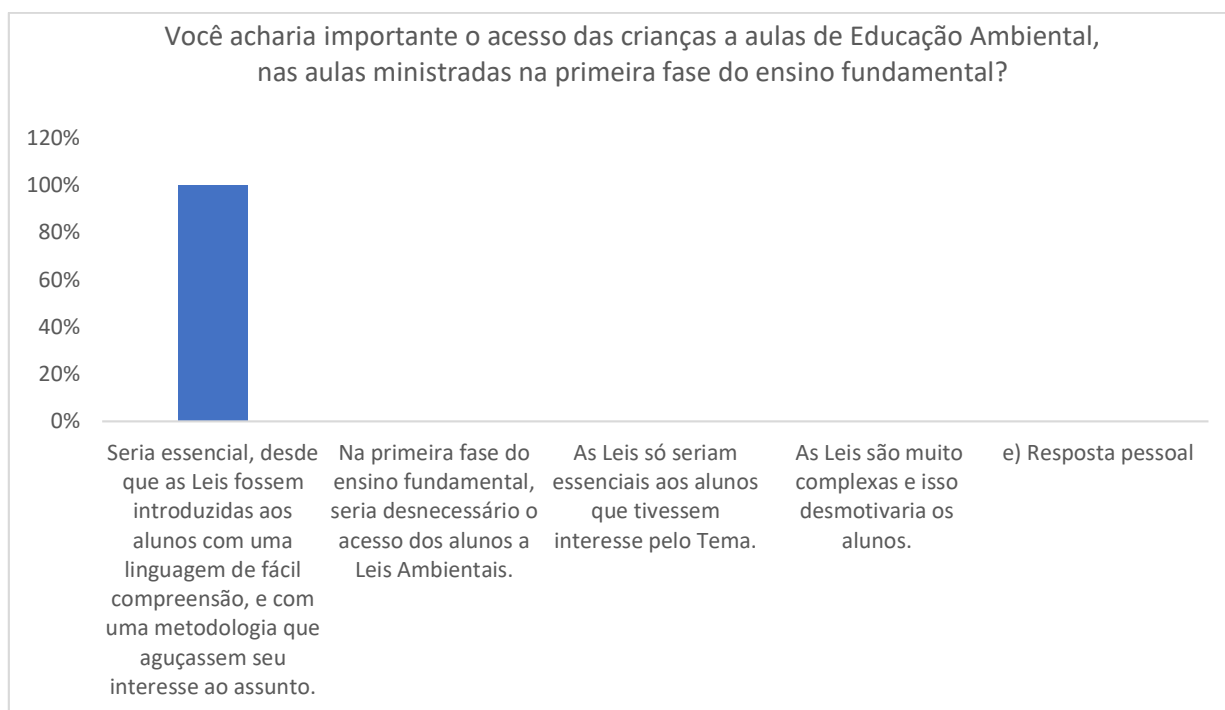 Você acharia importante o acesso das crianças a aulas de Educação Ambiental,
nas aulas ministradas na primeira fase do ensino fundamental?
120%
100%
80%
60%
40%
20%
0%
Seria essencial, desde
que as Leis fossem
introduzidas aos
alunos com uma
linguagem de fácil
compreensão, e com
uma metodologia que
aguçassem seu
interesse ao assunto.
Na primeira fase do
ensino fundamental,
seria desnecessário o
acesso dos alunos a
Leis Ambientais.
As Leis só seriam
essenciais aos alunos
que tivessem
interesse pelo Tema.
As Leis são muito
complexas e isso
desmotivaria os
alunos.
e) Resposta pessoal